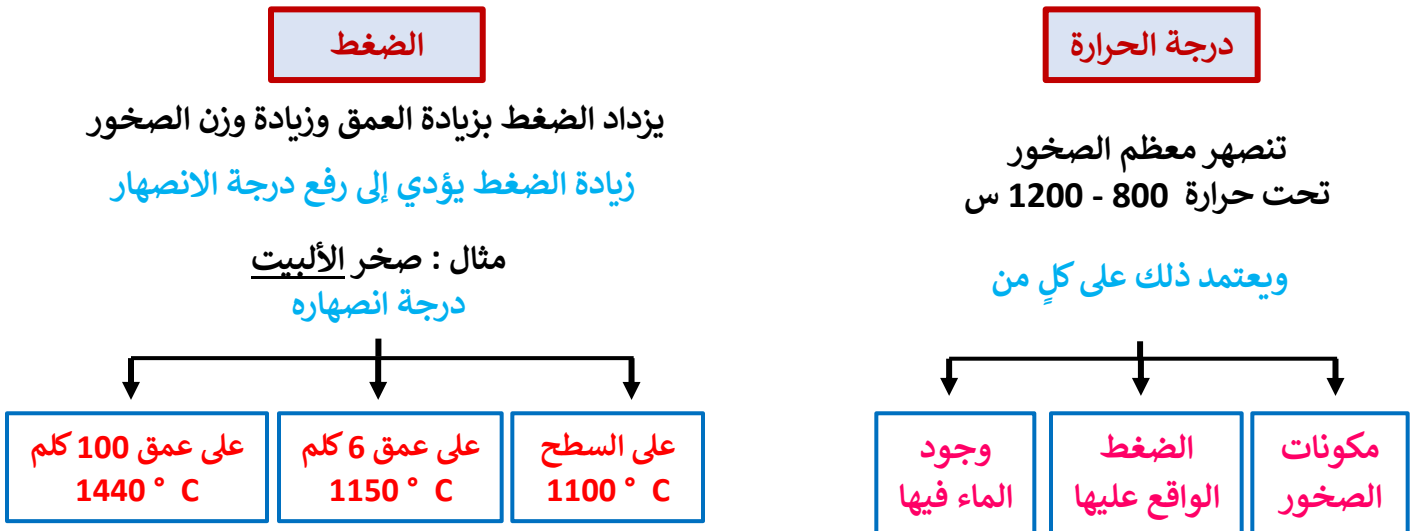 درجة الحرارة
تنصهر معظم الصخور
تحت حرارة 800 - 1200 س
ويعتمد ذلك على كلٍ من
مكونات
الصخور
الضغط
الواقع عليها
وجود
الماء فيها
الضغط
يزداد الضغط بزيادة العمق وزيادة وزن الصخور
زيادة الضغط يؤدي إلى رفع درجة الانصهار
مثال : صخر الألبيت
درجة انصهاره
على السطح
1100 ° C
على عمق 6 كلم
1150 ° C
على عمق 100 كلم
1440 ° C